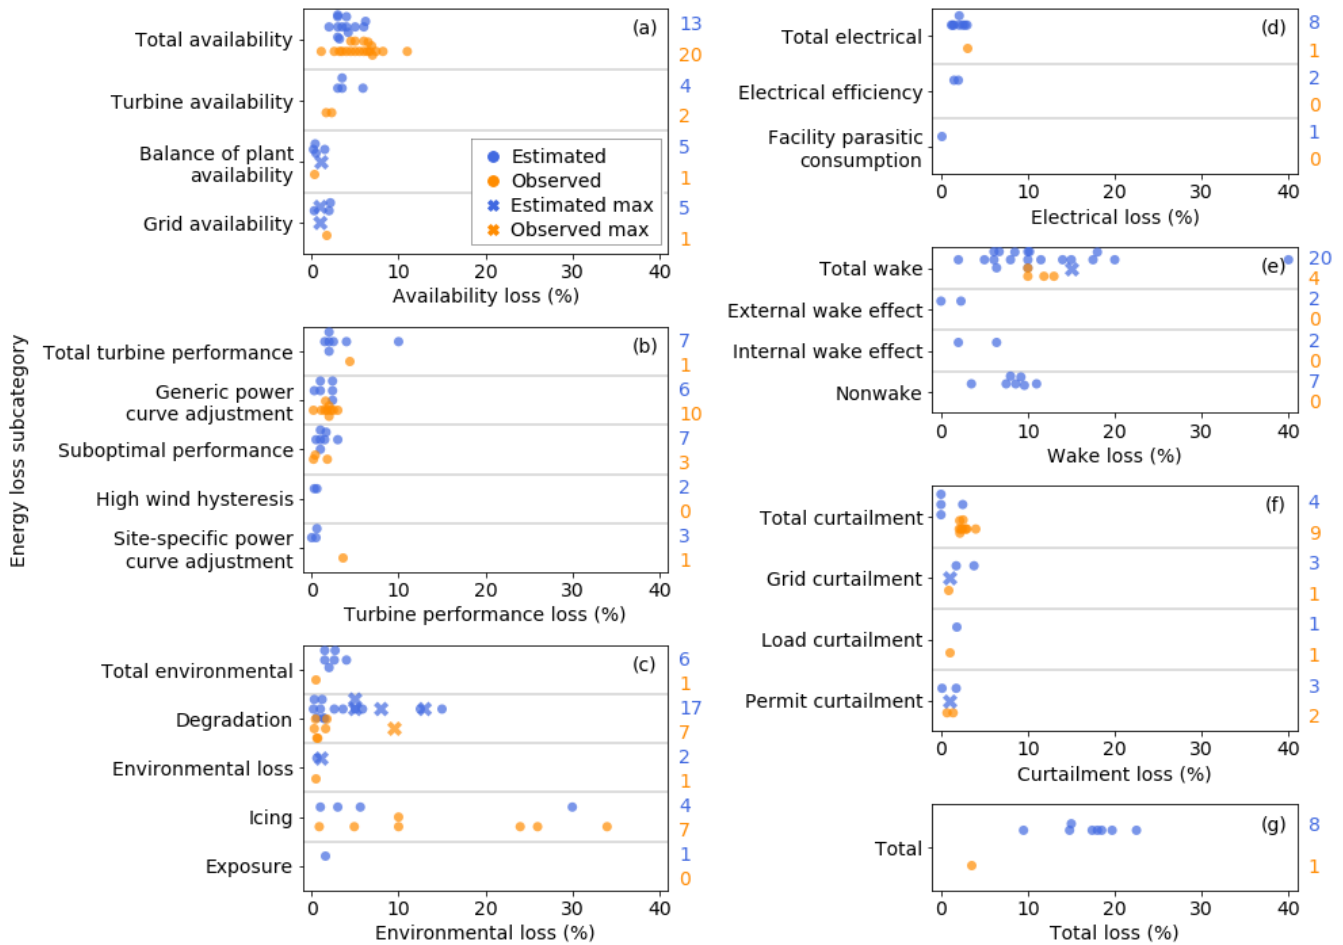 Energy loss subcategory
(a)
Total availability
13
20
Turbine availability
4
2
Balance of plant
availability
5
1
Grid availability
5
1
Estimated
Observed
Estimated max
Observed max
0 10 20 30 40
Availability loss (%)
(b)
Total turbine performance
7
1
Generic power
curve adjustment
6
10
Suboptimal performance
7
3
High wind hysteresis
2
0
Site-specific power
curve adjustment
3
1
0 10 20 30 40
Turbine performance loss (%)
(c)
Total environmental
6
1
Degradation
17
7
Environmental loss
2
1
Icing
4
7
Exposure
1
0
0 10 20 30 40
Environmental loss (%)
(d)
Total electrical
8
1
Electrical efficiency
2
0
Facility parasitic
consumption
1
0
0 10 20 30 40
Electrical loss (%)
(e)
Total wake
20
4
External wake effect
2
0
Internal wake effect
2
0
Nonwake
7
0
0 10 20 30 40
Wake loss (%)
(f)
Total curtailment
4
9
Grid curtailment
3
1
Load curtailment
1
1
Permit curtailment
3
2
0 10 20 30 40
Curtailment loss (%)
(g)
Total
8
1
0 10 20 30 40
Total loss (%)